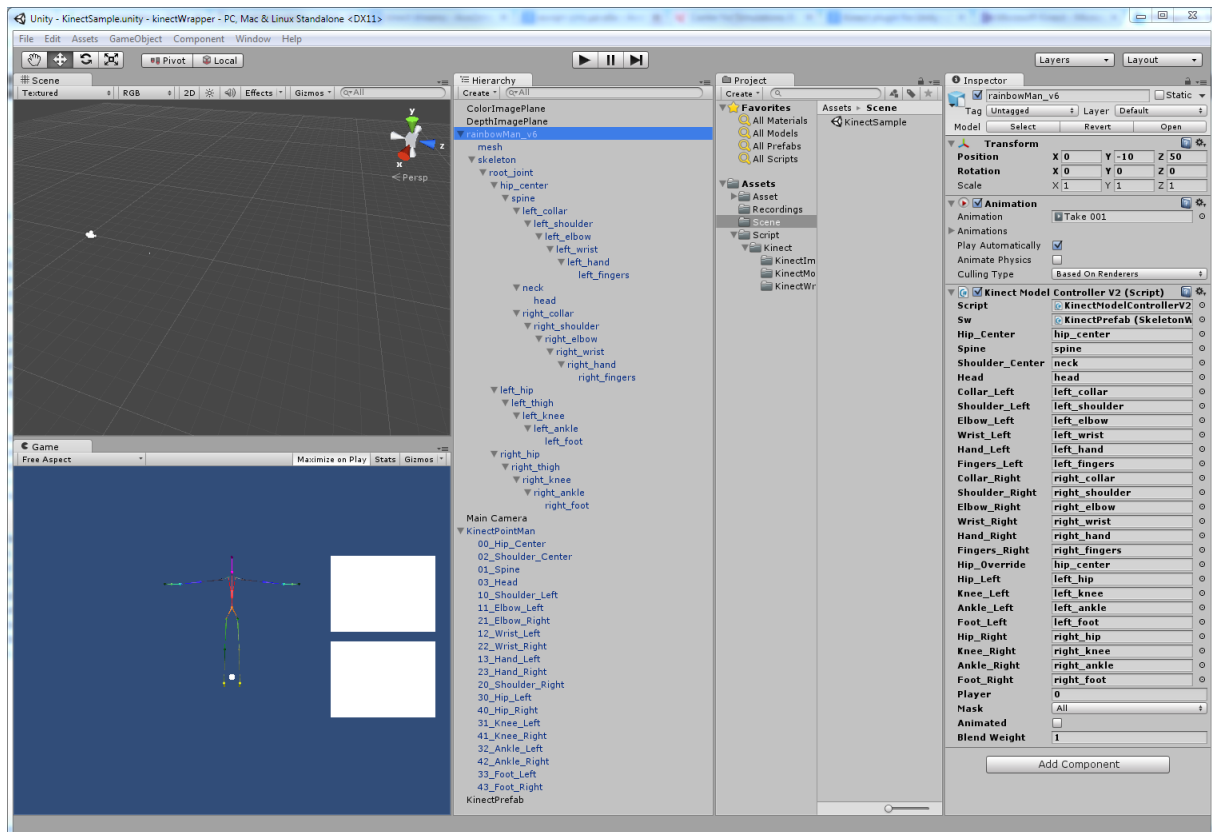 Unity - KinectSample.unity - kinectWrapper - PC, Mac & Linux Standalone <DX11>
File Edit Assets GameObject Component Window Help
Pivot Local
Layers Layout
Scene
Textured RGB 2D Effects Gizmos All
y
z
x
Persp
Game
Free Aspect Maximize on Play Stats Gizmos
Hierarchy
Create All
ColorImagePlane
DepthImagePlane
rainbowMan_v6
mesh
skeleton
root_joint
hip_center
spine
left_collar
left_shoulder
left_elbow
left_wrist
left_hand
left_fingers
neck
head
right_collar
right_shoulder
right_elbow
right_wrist
right_hand
right_fingers
left_hip
left_thigh
left_knee
left_ankle
left_foot
right_hip
right_thigh
right_knee
right_ankle
right_foot
Main Camera
KinectPointMan
00_Hip_Center
02_Shoulder_Center
01_Spine
03_Head
10_Shoulder_Left
11_Elbow_Left
21_Elbow_Right
12_Wrist_Left
22_Wrist_Right
13_Hand_Left
23_Hand_Right
20_Shoulder_Right
30_Hip_Left
40_Hip_Right
31_Knee_Left
41_Knee_Right
32_Ankle_Left
42_Ankle_Right
33_Foot_Left
43_Foot_Right
KinectPrefab
Project
Create
Favorites
All Materials
All Models
All Prefabs
All Scripts
Assets
Asset
Recordings
Scene
Script
Kinect
KinectIm
KinectMo
KinectWr
Assets Scene
KinectSample
Inspector
rainbowMan_v6 Static
Tag Untagged Layer Default
Model Select Revert Open
Transform
Position X 0 Y -10 Z 50
Rotation X 0 Y 0 Z 0
Scale X 1 Y 1 Z 1
Animation
Animation Take 001
Animations
Play Automatically
Animate Physics
Culling Type Based On Renderers
Kinect Model Controller V2 (Script)
Script KinectModelControllerV2
Sw KinectPrefab (SkeletonW
Hip_Center hip_center
Spine spine
Shoulder_Center neck
Head head
Collar_Left left_collar
Shoulder_Left left_shoulder
Elbow_Left left_elbow
Wrist_Left left_wrist
Hand_Left left_hand
Fingers_Left left_fingers
Collar_Right right_collar
Shoulder_Right right_shoulder
Elbow_Right right_elbow
Wrist_Right right_wrist
Hand_Right right_hand
Fingers_Right right_fingers
Hip_Override hip_center
Hip_Left left_hip
Knee_Left left_knee
Ankle_Left left_ankle
Foot_Left left_foot
Hip_Right right_hip
Knee_Right right_knee
Ankle_Right right_ankle
Foot_Right right_foot
Player 0
Mask All
Animated
Blend Weight 1
Add Component